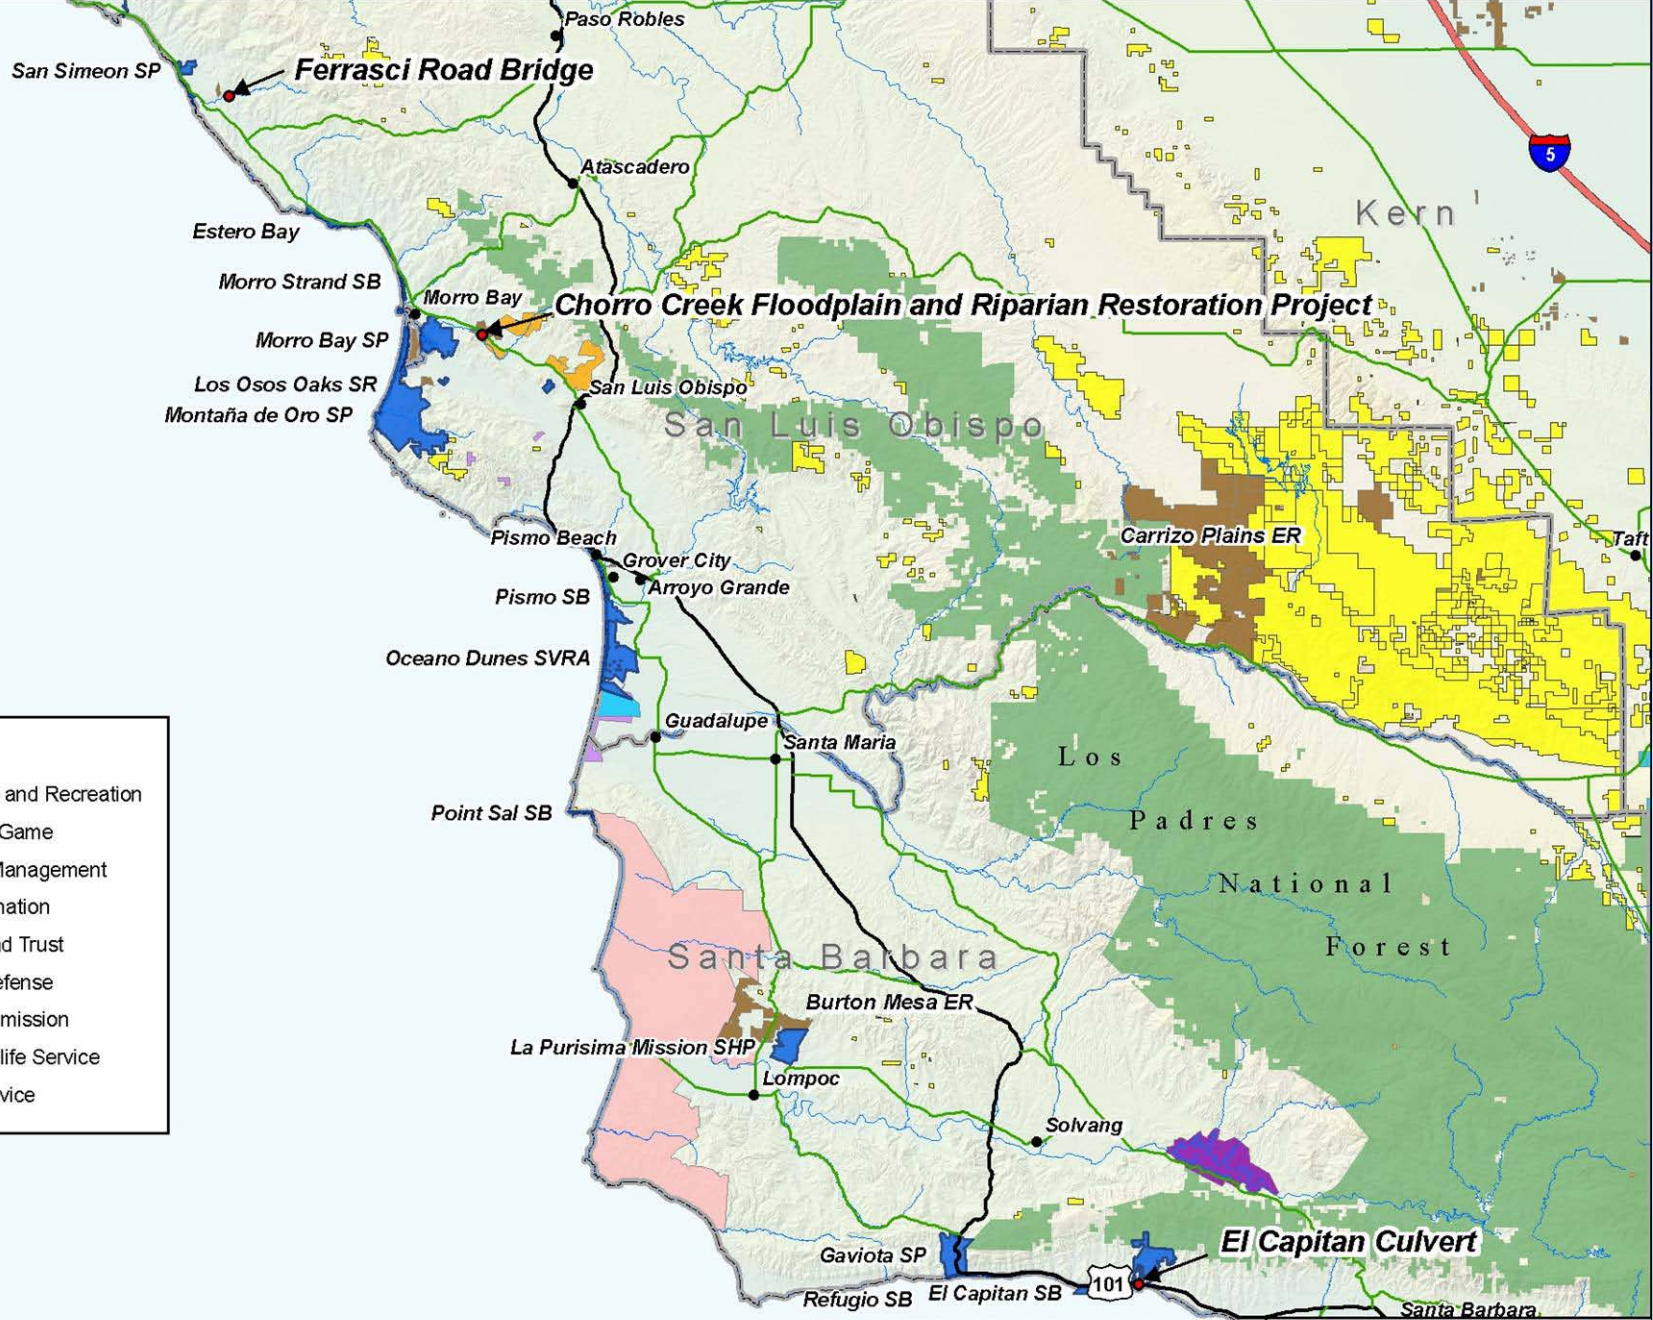 Paso Robles
San Simeon SP
Ferrasci Road Bridge
5
Atascadero
Kern
Estero Bay
Morro Strand SB
Morro Bay
Chorro Creek Floodplain and Riparian Restoration Project
Morro Bay SP
Los Osos Oaks SR
San Luis Obispo
Montaña de Oro SP
San Luis Obispo
Pismo Beach
Carrizo Plains ER
Taft
Grover City
Arroyo Grande
Pismo SB
Oceano Dunes SVRA
Guadalupe
Santa Maria
Los
Padres
National
Forest
and Recreation
Game
Management
nation
d Trust
efense
mission
life Service
vice
Point Sal SB
Santa Barbara
Burton Mesa ER
La Purisima Mission SHP
Lompoc
Solvang
El Capitan Culvert
Gaviota SP
101
Refugio SB
El Capitan SB
Santa Barbara